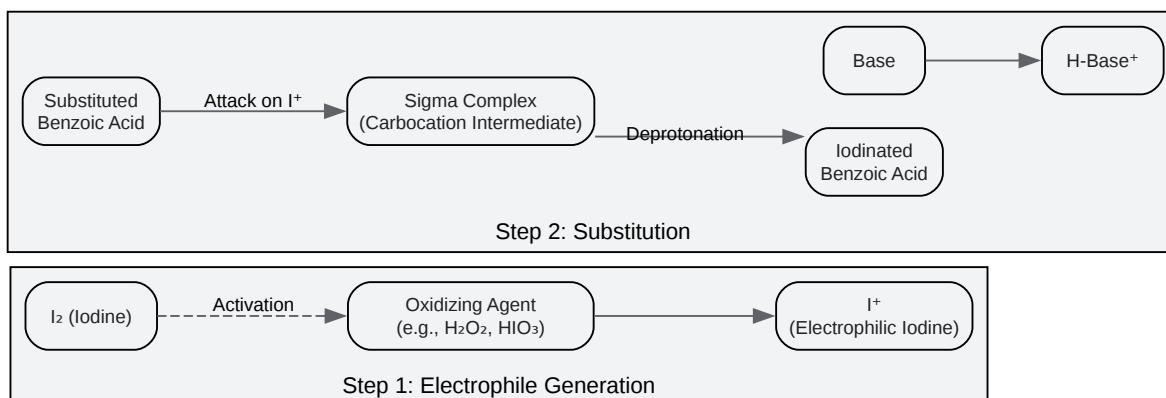 Base
H-Base⁺
Substituted
Benzoic Acid
Attack on I⁺
Sigma Complex
(Carbocation Intermediate)
Deprotonation
Iodinated
Benzoic Acid
Step 2: Substitution
I₂ (Iodine)
Activation
Oxidizing Agent
(e.g., H₂O₂, HIO₃)
I⁺
(Electrophilic Iodine)
Step 1: Electrophile Generation